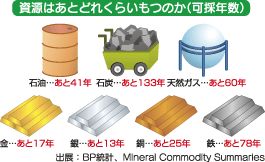 資源はあとどれくらいもつのか(可採年数)
石油…あと41年 石炭…あと133年 天然ガス…あと60年
金…あと17年 銀…あと13年 銅…あと25年 鉄…あと78年
出展:BP統計、Mineral Commodity Summaries